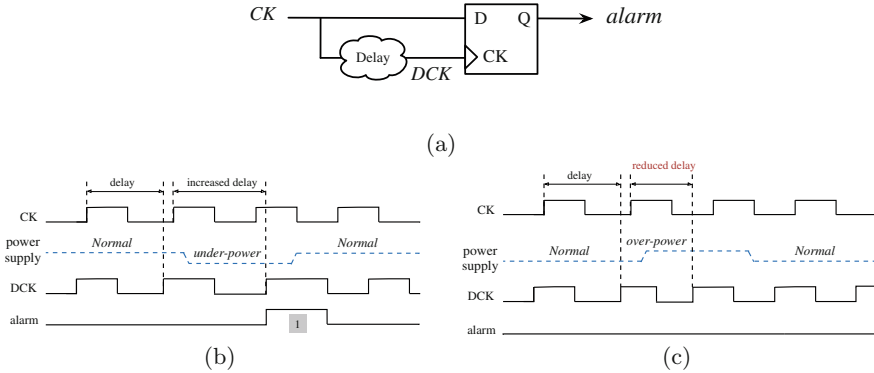 CK
D Q
alarm
Delay
DCK
CK
(a)
delay
increased delay
CK
power supply
Normal
under-power
Normal
DCK
alarm
1
(b)
reduced delay
delay
CK
power supply
Normal
over-power
Normal
DCK
alarm
(c)